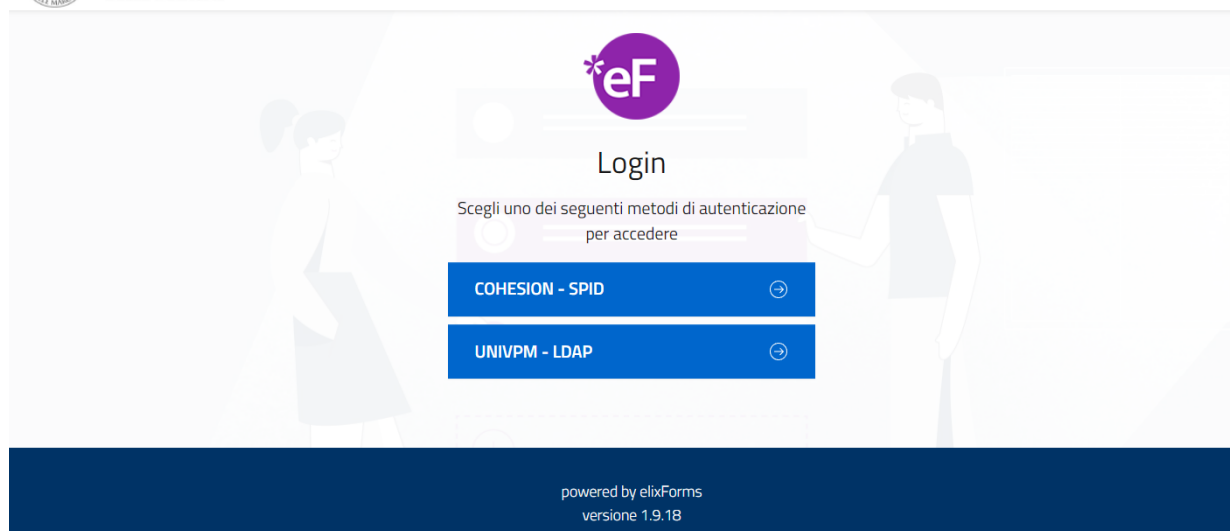 *eF
Login
Scegli uno dei seguenti metodi di autenticazione
per accedere
COHESION - SPID
UNIVPM - LDAP
powered by elixForms
versione 1.9.18